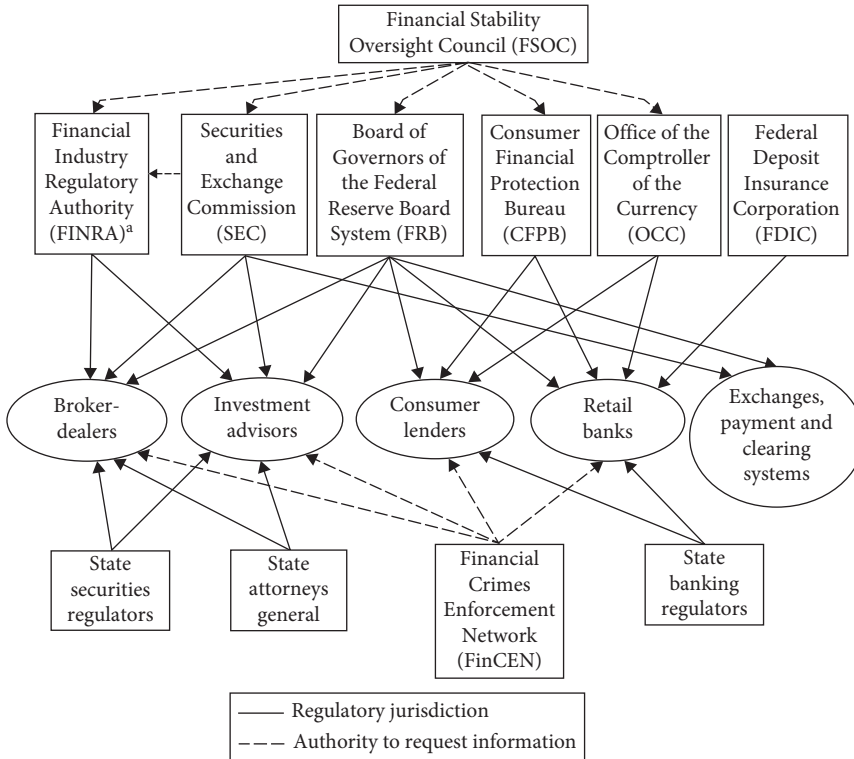 Financial Stability
Oversight Council (FSOC)
Financial
Industry
Regulatory
Authority
(FINRA)ᵃ
Securities
and
Exchange
Commission
(SEC)
Board of
Governors of
the Federal
Reserve Board
System (FRB)
Consumer
Financial
Protection
Bureau
(CFPB)
Office of the
Comptroller
of the
Currency
(OCC)
Federal
Deposit
Insurance
Corporation
(FDIC)
Broker-
dealers
Investment
advisors
Consumer
lenders
Retail
banks
Exchanges,
payment and
clearing
systems
State
securities
regulators
State
attorneys
general
Financial
Crimes
Enforcement
Network
(FinCEN)
State
banking
regulators
Regulatory jurisdiction
Authority to request information